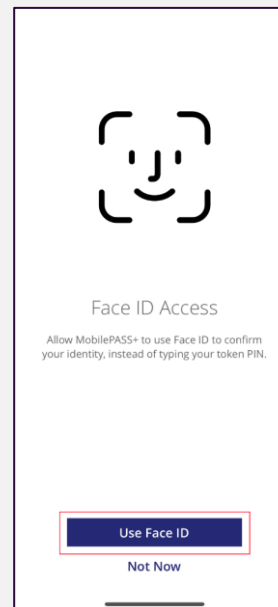 Face ID Access
Allow MobilePASS+ to use Face ID to confirm
your identity, instead of typing your token PIN.
Use Face ID
Not Now